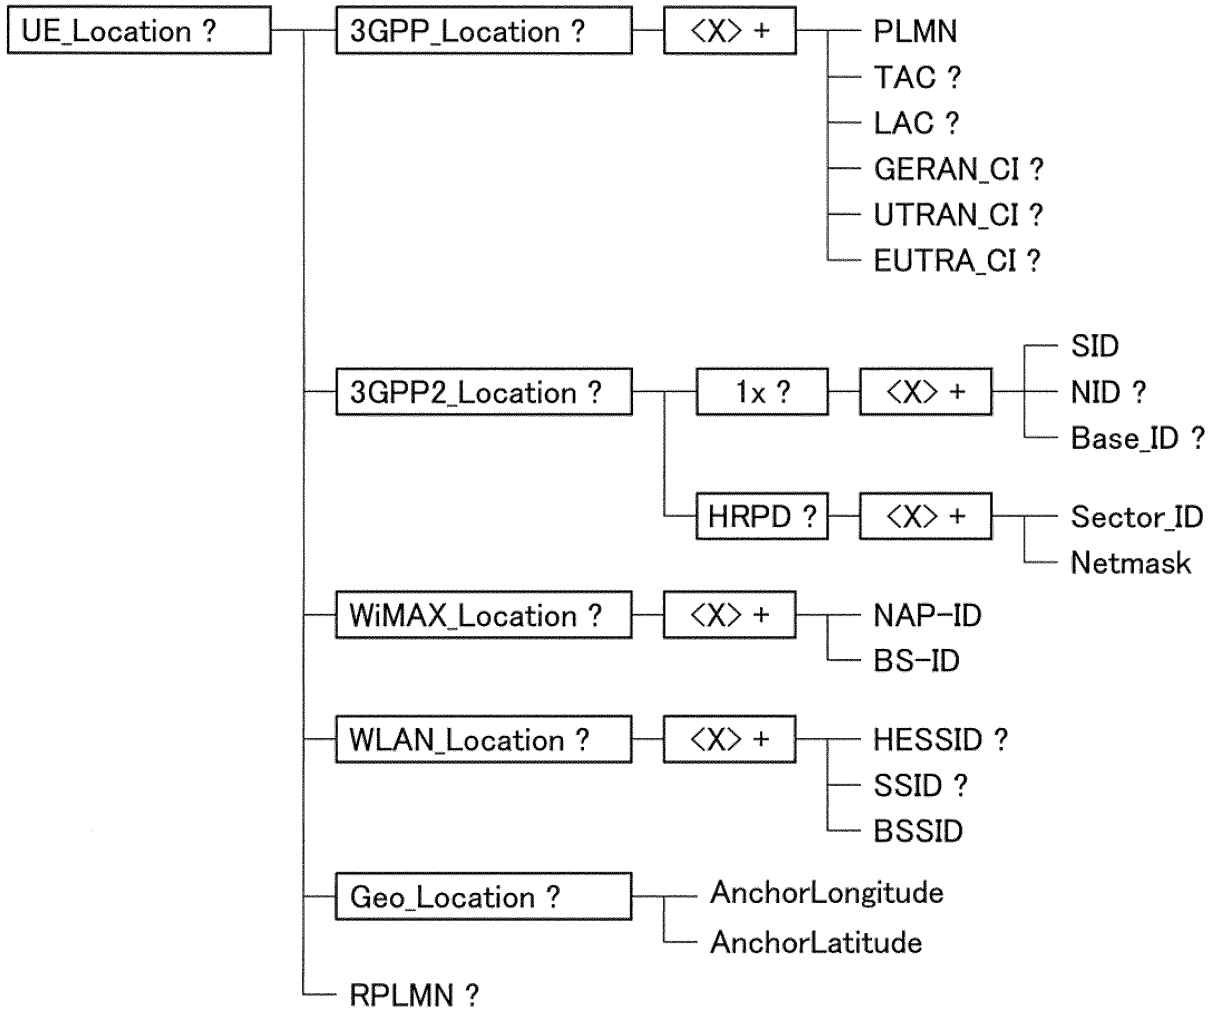 UE_Location ? 3GPP_Location ? <X> + PLMN
TAC ?
LAC ?
GERAN_CI ?
UTRAN_CI ?
EUTRA_CI ?
SID
3GPP2_Location ? 1x ? <X> + NID ?
Base_ID ?
HRPD ? <X> + Sector_ID
Netmask
WiMAX_Location ? <X> + NAP-ID
BS-ID
WLAN_Location ? <X> + HESSID ?
SSID ?
BSSID
Geo_Location ? AnchorLongitude
AnchorLatitude
RPLMN ?